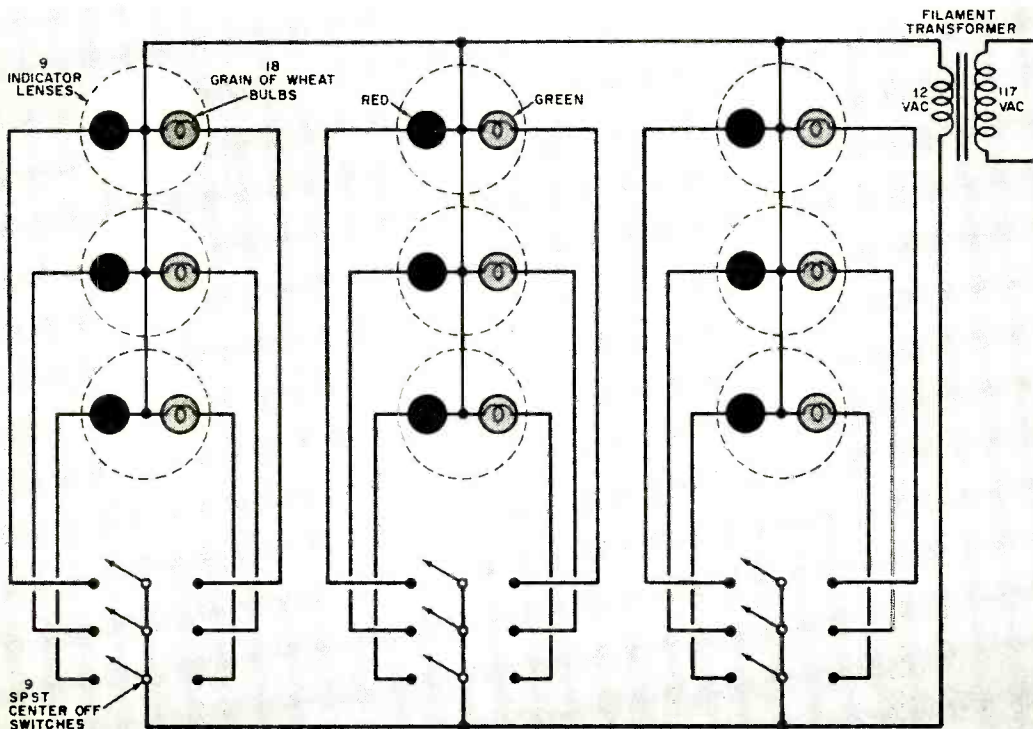 FILAMENT
TRANSFORMER
9
INDICATOR
LENSES
18
GRAIN OF WHEAT
BULBS
RED
GREEN
12
VAC
117
VAC
9
SPST
CENTER OFF
SWITCHES